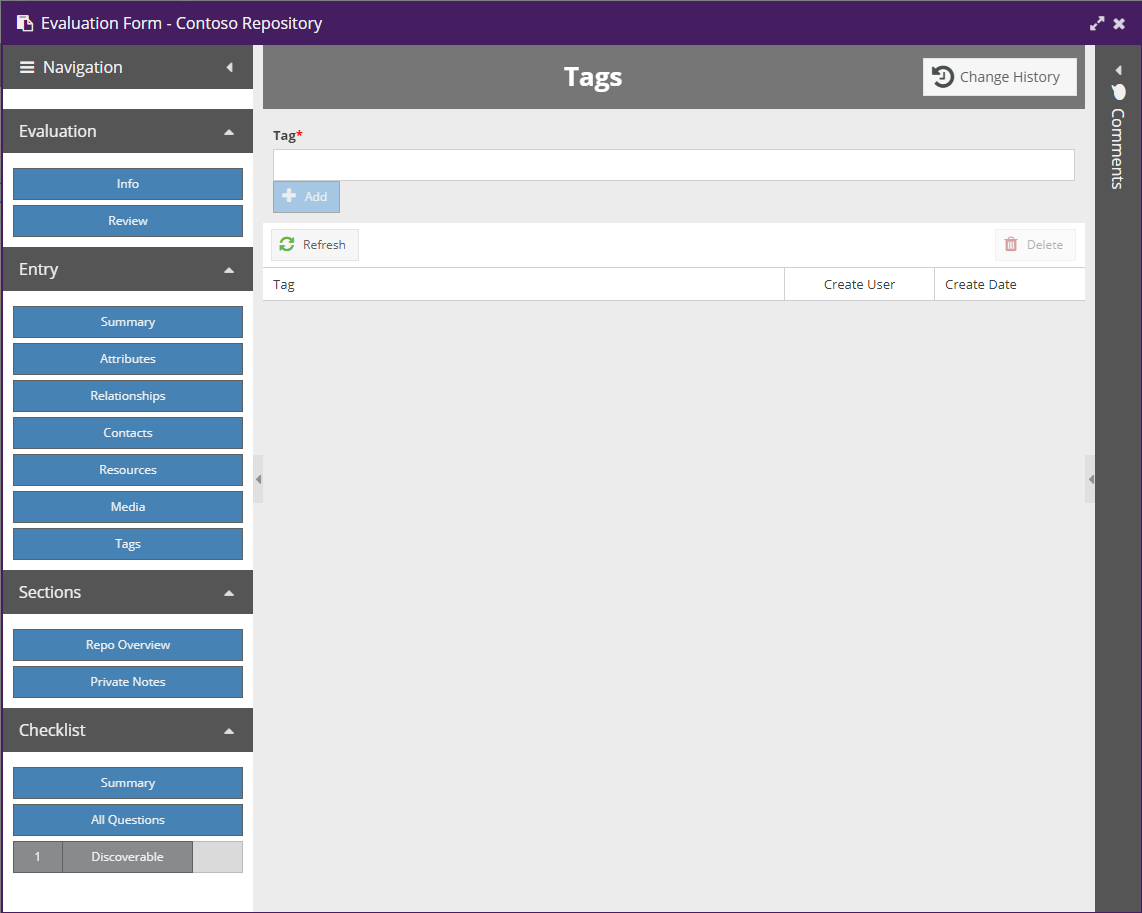 Evaluation Form - Contoso Repository
Navigation
Evaluation
Info
Review
Entry
Summary
Attributes
Relationships
Contacts
Resources
Media
Tags
Sections
Repo Overview
Private Notes
Checklist
Summary
All Questions
1 Discoverable
Tags
Change History
Tag*
Add
Refresh
Delete
Tag Create User Create Date
Comments